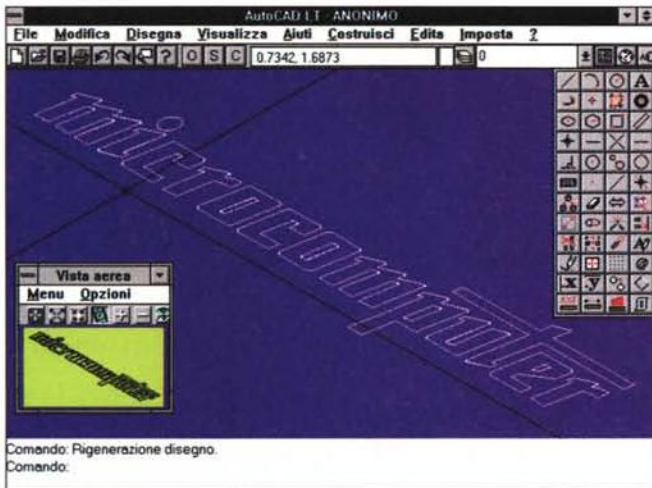 AutoCAD LT - ANONIMO
File Modifica Disegna Visualizza Aiuti Costruisci Edita Imposta ?
? O S C 0.7342, 1.6873 0
A
microcomputer
Vista aerea
Menu Opzioni
microcomputer
.x .y
Comando: Rigenerazione disegno.
Comando: